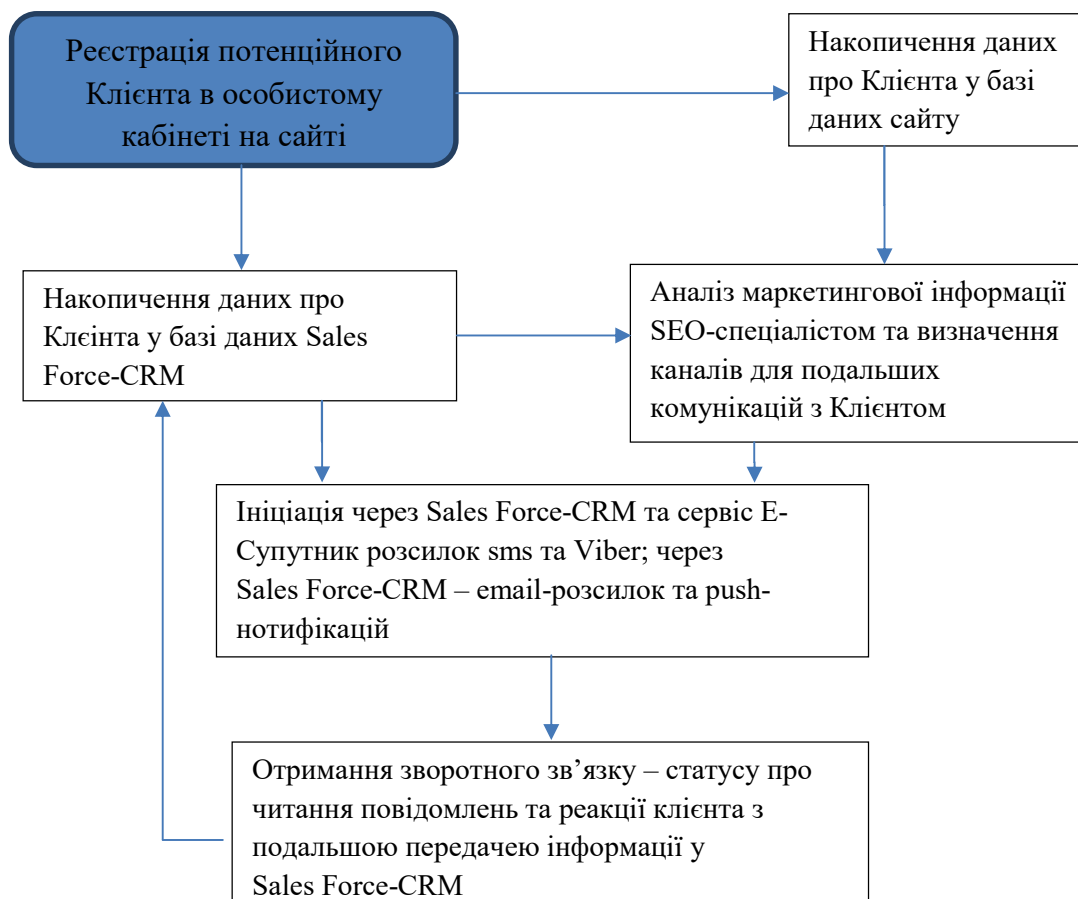 Реєстрація потенційного
Клієнта в особистому
кабінеті на сайті
Накопичення даних
про Клієнта у базі
даних сайту
Накопичення даних про
Клєінта у базі даних Sales
Force-CRM
Аналіз маркетингової інформації
SEO-спеціалістом та визначення
каналів для подальших
комунікацій з Клієнтом
Ініціація через Sales Force-CRM та сервіс E-
Супутник розсилок sms та Viber; через
Sales Force-CRM – email-розсилок та push-
нотифікацій
Отримання зворотного зв’язку – статусу про
читання повідомлень та реакції клієнта з
подальшою передачею інформації у
Sales Force-CRM